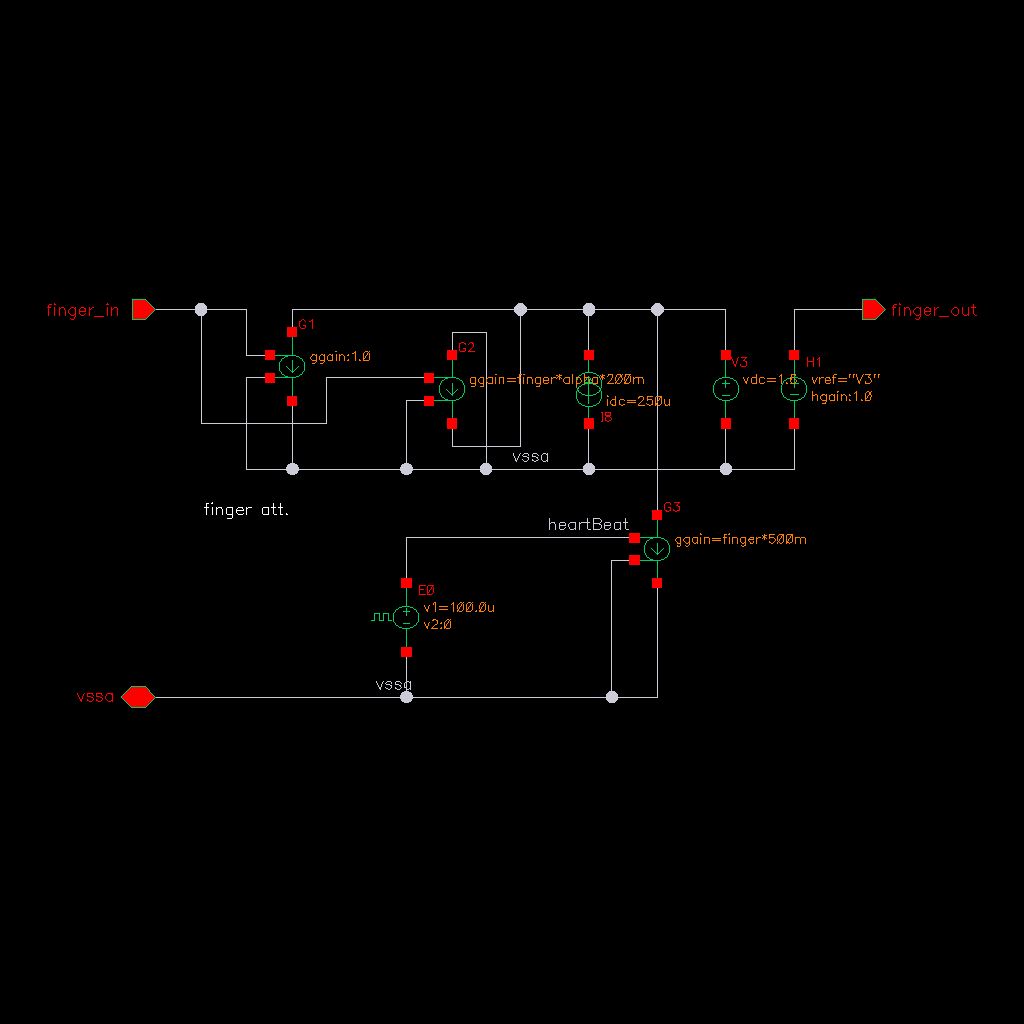 finger_in
finger_out
G1
ggain:1.0
G2
ggain=finger*alpha*200m
idc=250u
I8
V3
vdc=1.6
H1
vref="V3"
hgain:1.0
vssa
finger att.
heartBeat
G3
ggain=finger*500m
E0
v1=100.0u
v2:0
vssa
vssa